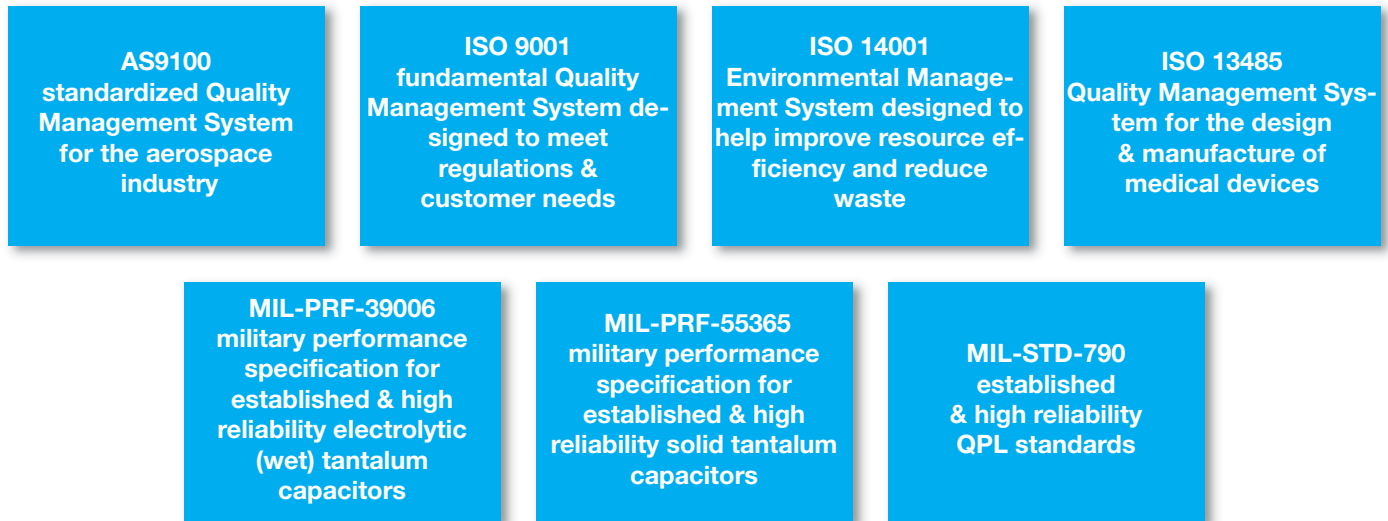 AS9100
standardized Quality
Management System
for the aerospace
industry
ISO 9001
fundamental Quality
Management System de-
signed to meet
regulations &
customer needs
ISO 14001
Environmental Manage-
ment System designed to
help improve resource ef-
ficiency and reduce
waste
ISO 13485
Quality Management Sys-
tem for the design
& manufacture of
medical devices
MIL-PRF-39006
military performance
specification for
established & high
reliability electrolytic
(wet) tantalum
capacitors
MIL-PRF-55365
military performance
specification for
established & high
reliability solid tantalum
capacitors
MIL-STD-790
established
& high reliability
QPL standards